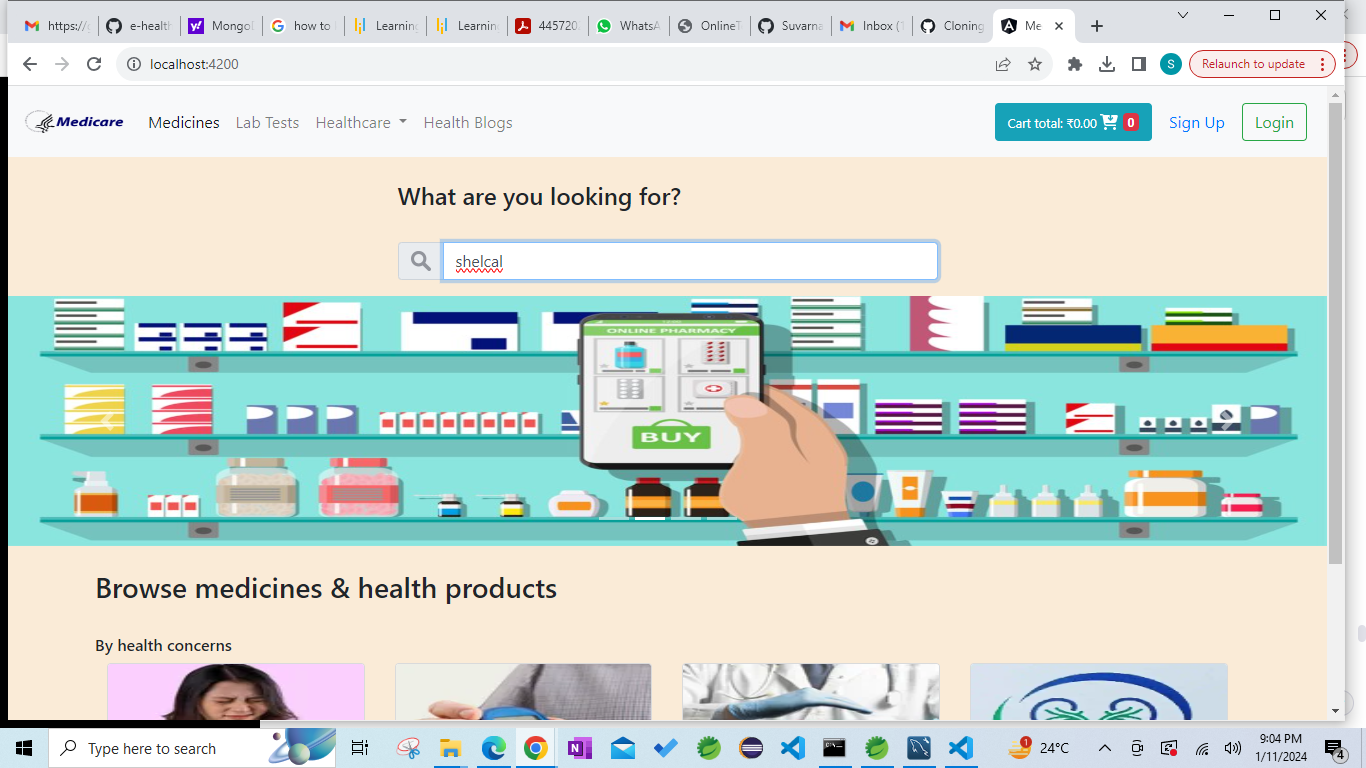 https://g
e-health
Mongo
how to
Learning
Learning
445720
WhatsA
OnlineT
Suvarna
Inbox (1
Cloning
Me
localhost:4200
S
Relaunch to update
Medicare
Medicines
Lab Tests
Healthcare
Health Blogs
Cart total: ₹0.00 0
Sign Up
Login
What are you looking for?
shelcal
ONLINE PHARMACY
BUY
Browse medicines & health products
By health concerns
Type here to search
1
24°C
9:04 PM
1/11/2024
4